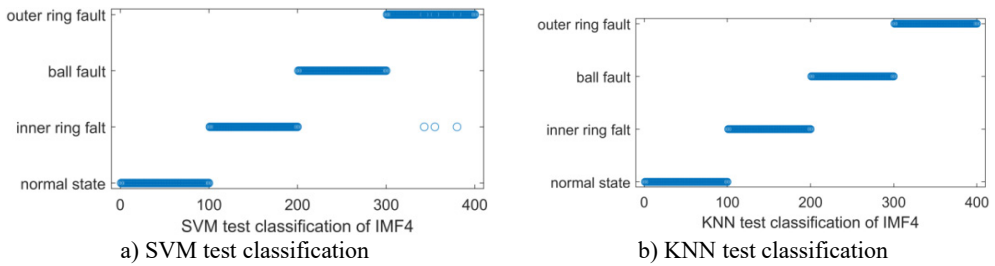 outer ring fault
ball fault
inner ring falt
normal state
0 100 200 300 400
SVM test classification of IMF4
a) SVM test classification
outer ring fault
ball fault
inner ring falt
normal state
0 100 200 300 400
KNN test classification of IMF4
b) KNN test classification